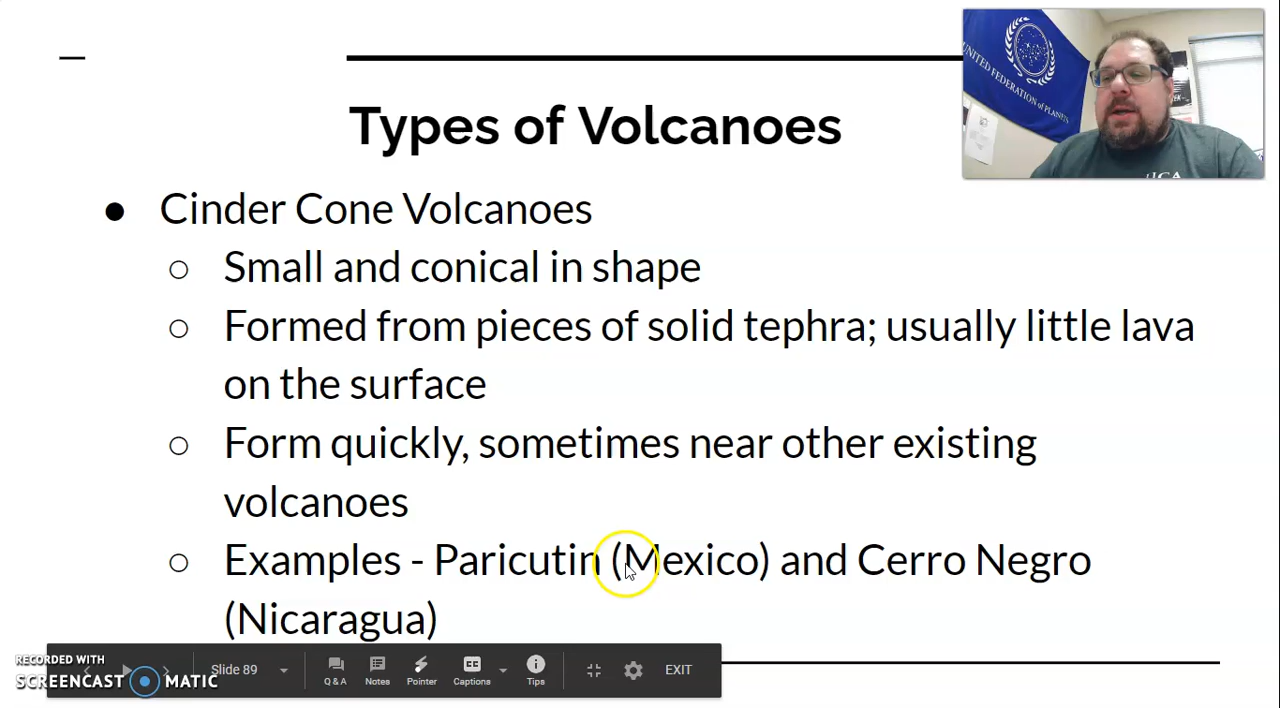 Types of Volcanoes
UNITED FEDERATION of PLANETS
● Cinder Cone Volcanoes
○ Small and conical in shape
○ Formed from pieces of solid tephra; usually little lava
on the surface
○ Form quickly, sometimes near other existing
volcanoes
○ Examples - Paricutin (Mexico) and Cerro Negro
(Nicaragua)
RECORDED WITH
SCREENCAST MATIC
Slide 89
Q & A
Notes
Pointer
Captions
Tips
EXIT